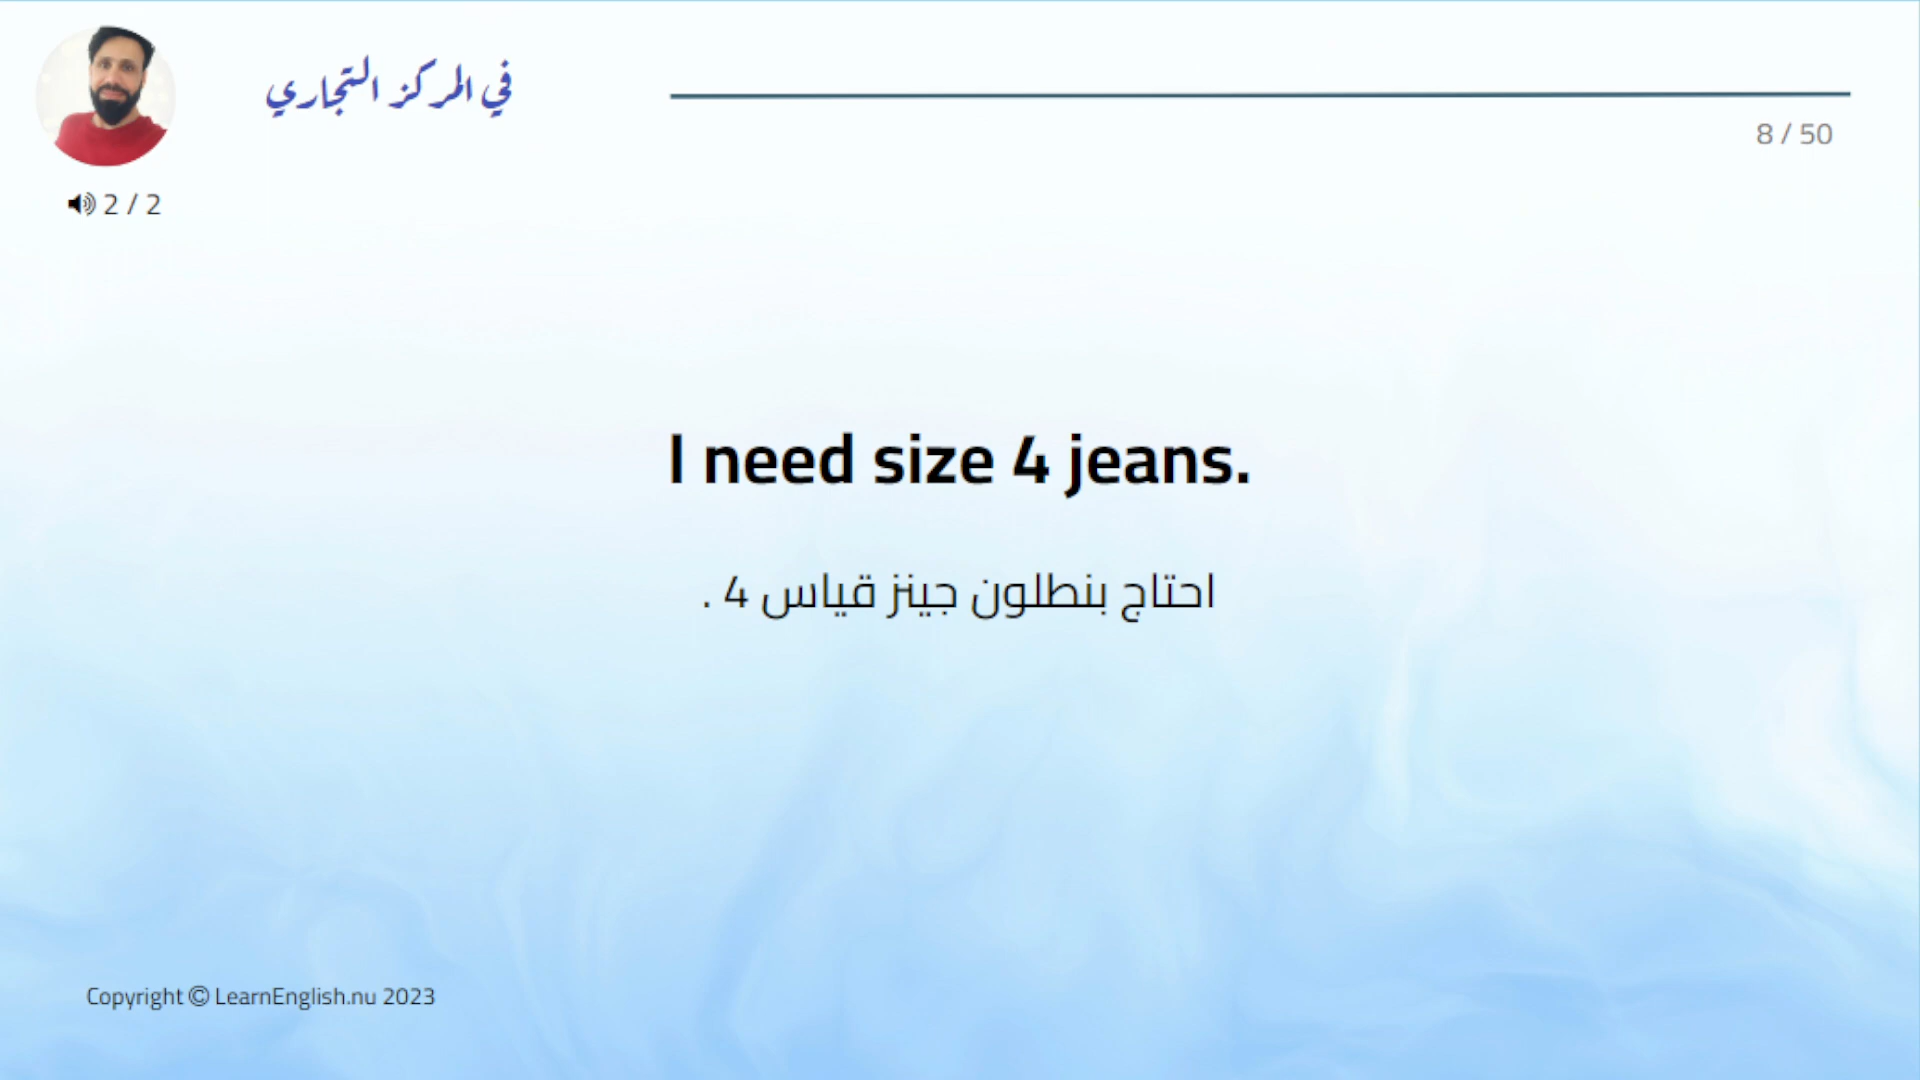 في المركز التجاري
8 / 50
2 / 2
I need size 4 jeans.
احتاج بنطلون جينز قياس 4 .
Copyright © LearnEnglish.nu 2023